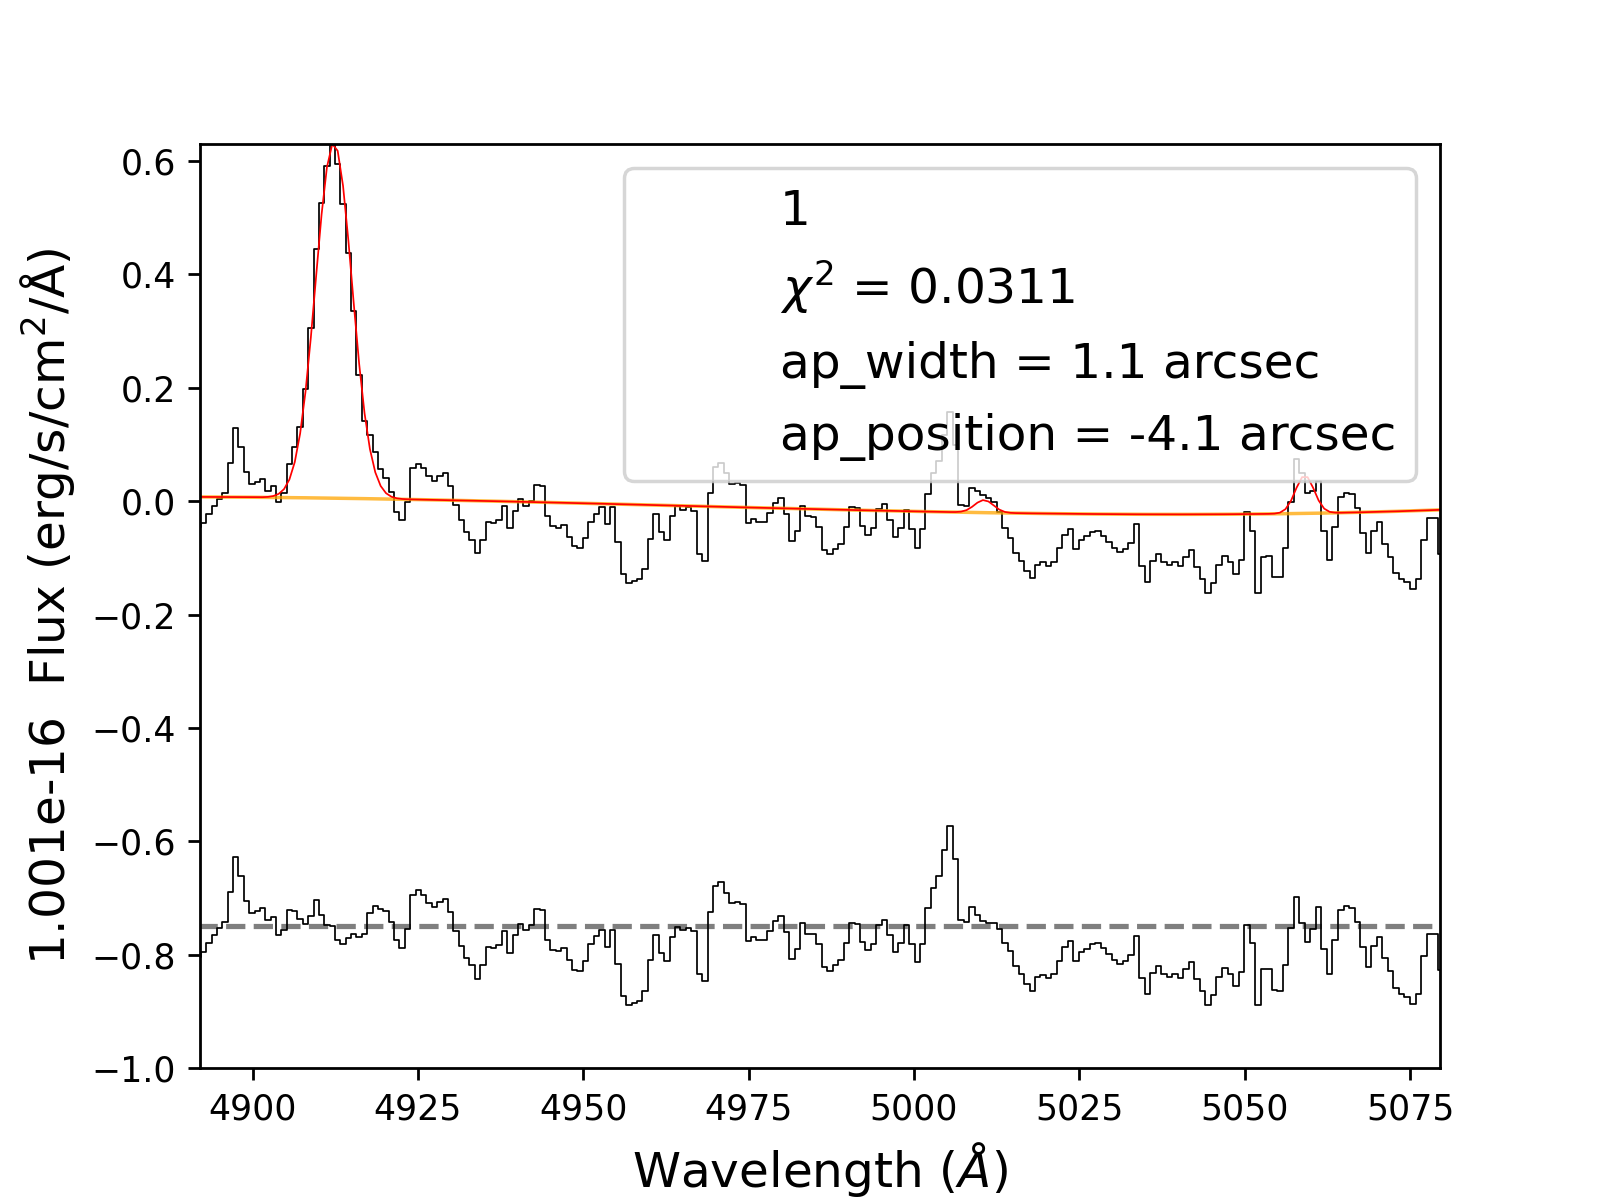 1
χ² = 0.0311
ap_width = 1.1 arcsec
ap_position = -4.1 arcsec
1.001e-16 Flux (erg/s/cm²/Å)
0.6
0.4
0.2
0.0
−0.2
−0.4
−0.6
−0.8
−1.0
4900 4925 4950 4975 5000 5025 5050 5075
Wavelength (Å)